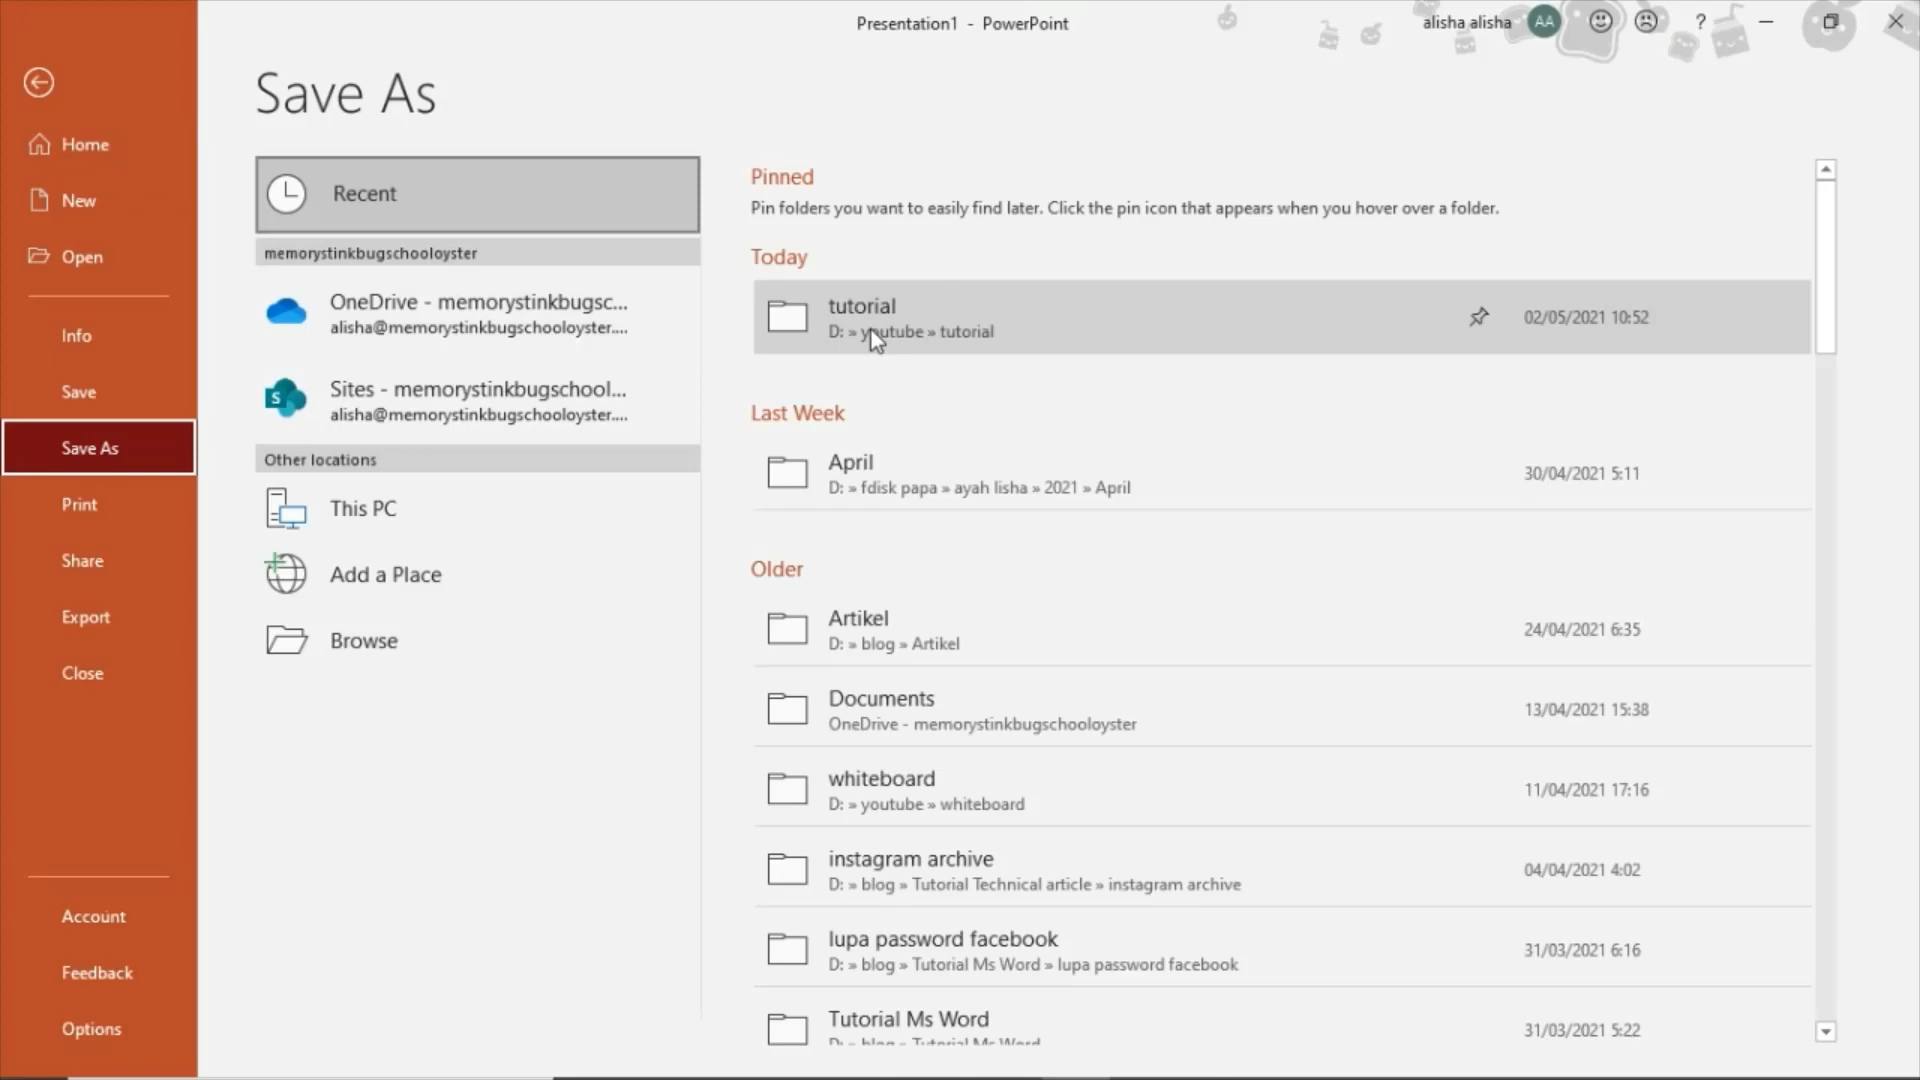 Presentation1 - PowerPoint
alisha alisha
AA
?
Save As
Home
New
Open
Info
Save
Save As
Print
Share
Export
Close
Account
Feedback
Options
Recent
memorystinkbugschooloyster
OneDrive - memorystinkbugsc...
alisha@memorystinkbugschooloyster....
S
Sites - memorystinkbugschool...
alisha@memorystinkbugschooloyster....
Other locations
This PC
Add a Place
Browse
Pinned
Pin folders you want to easily find later. Click the pin icon that appears when you hover over a folder.
Today
tutorial 02/05/2021 10:52
D: » youtube » tutorial
Last Week
April 30/04/2021 5:11
D: » fdisk papa » ayah lisha » 2021 » April
Older
Artikel 24/04/2021 6:35
D: » blog » Artikel
Documents 13/04/2021 15:38
OneDrive - memorystinkbugschooloyster
whiteboard 11/04/2021 17:16
D: » youtube » whiteboard
instagram archive 04/04/2021 4:02
D: » blog » Tutorial Technical article » instagram archive
lupa password facebook 31/03/2021 6:16
D: » blog » Tutorial Ms Word » lupa password facebook
Tutorial Ms Word 31/03/2021 5:22
D: » blog » Tutorial Ms Word